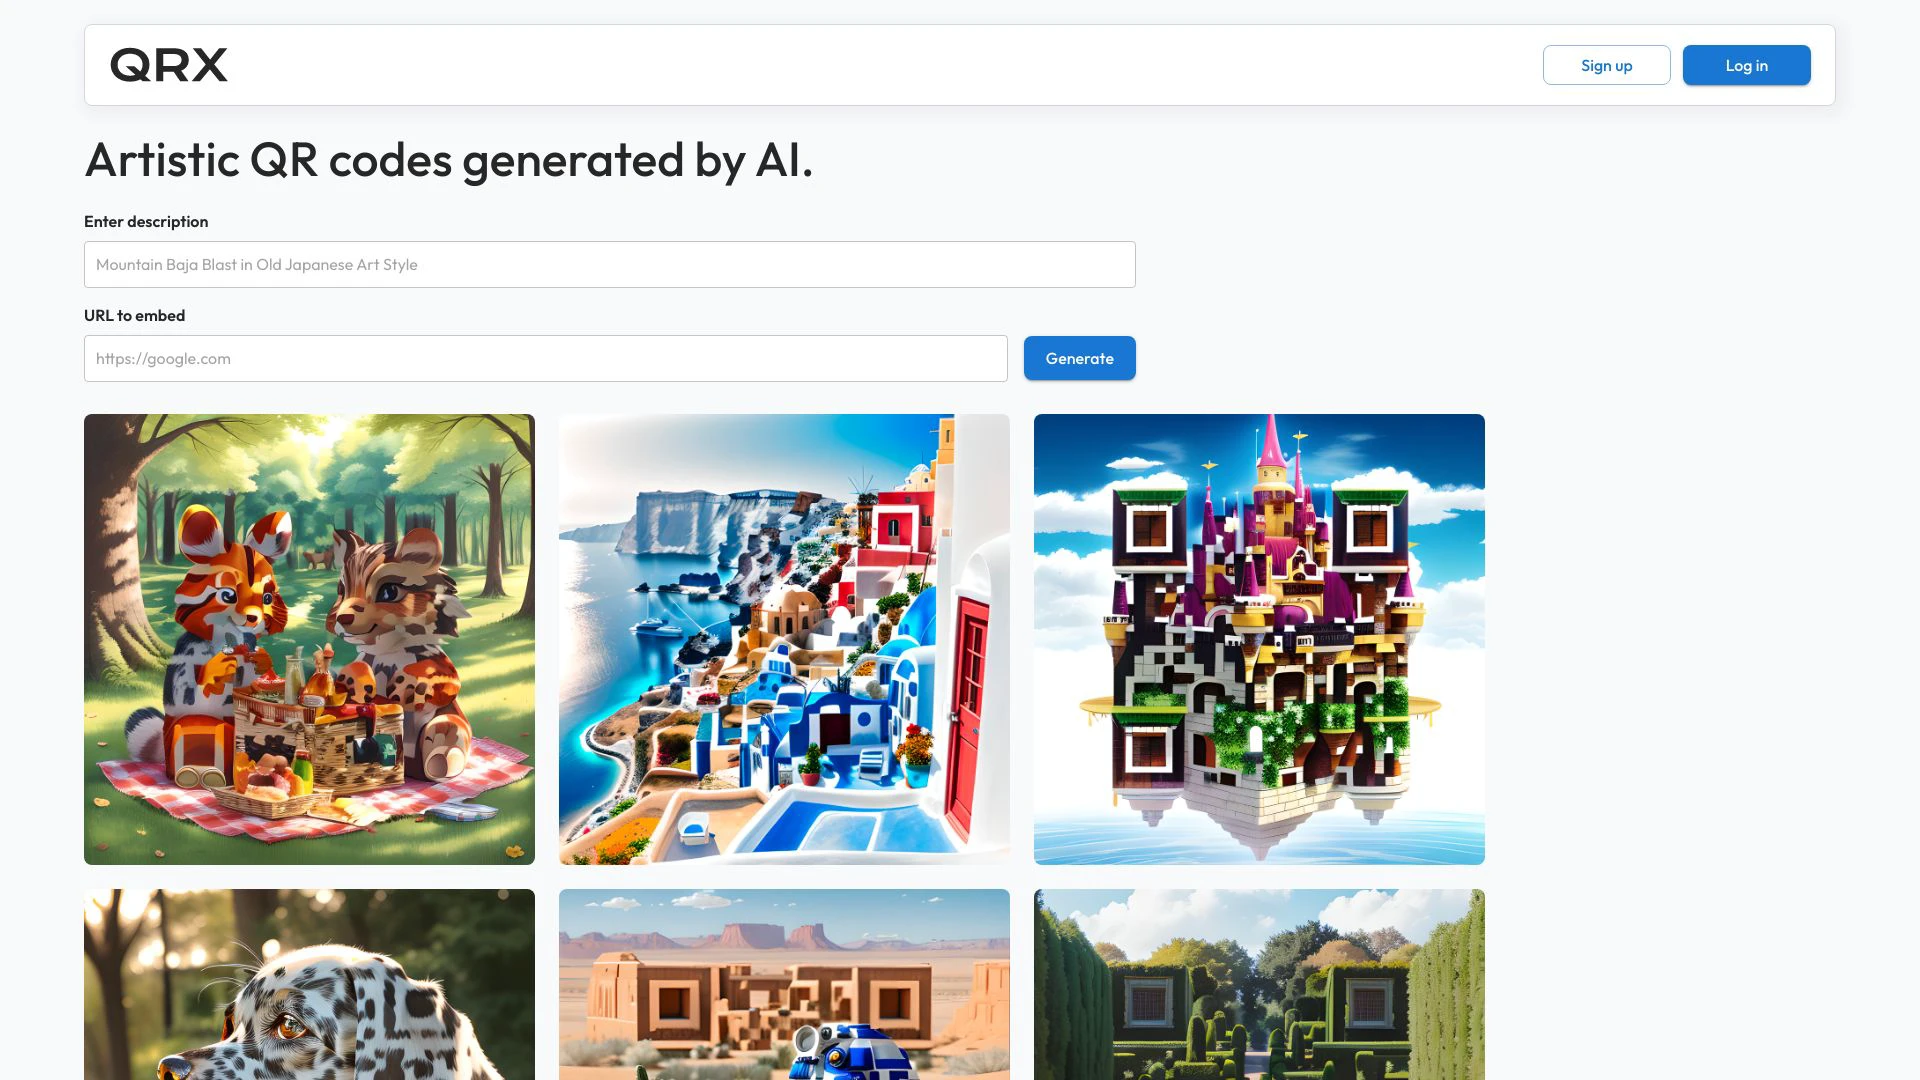 QRX
Sign up
Log in
Artistic QR codes generated by AI.
Enter description
Mountain Baja Blast in Old Japanese Art Style
URL to embed
https://google.com
Generate